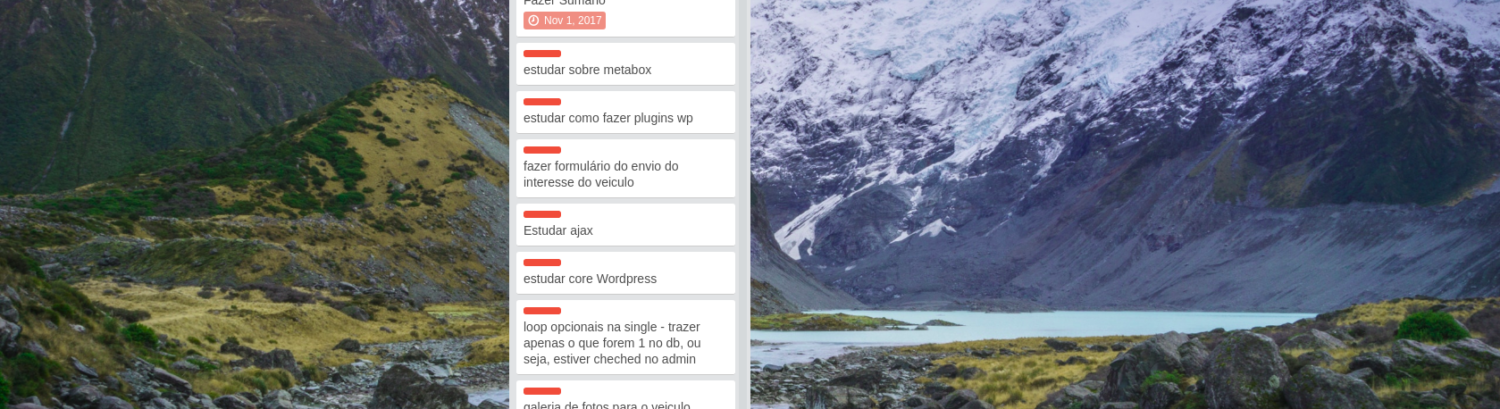 Fazer Sumário
Nov 1, 2017
estudar sobre metabox
estudar como fazer plugins wp
fazer formulário do envio do
interesse do veiculo
Estudar ajax
estudar core Wordpress
loop opcionais na single - trazer
apenas o que forem 1 no db, ou
seja, estiver cheched no admin
galeria de fotos para o veiculo